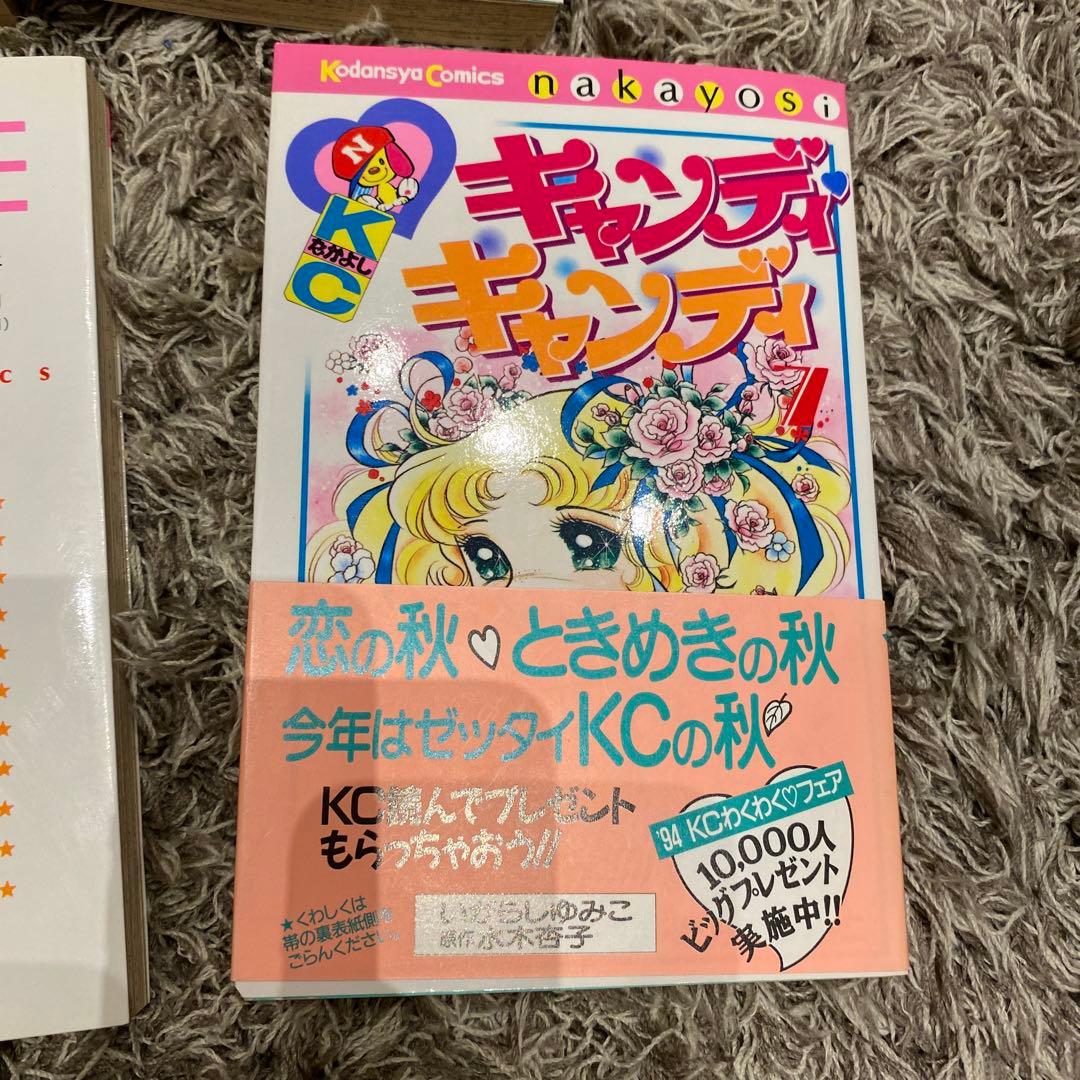 Kodansya Comics nakayosi
N
K
なかよし
C
キャンディ
キャンディ
7
恋の秋♡ときめきの秋
今年はゼッタイKCの秋
KC読んでプレゼント
もらっちゃおう!!
'94 KCわくわく♡フェア
10,000人
ビッグプレゼント
実施中!!
★くわしくは
帯の裏表紙側を
ごらんください。
いがらしゆみこ
原作 水木杏子
C S